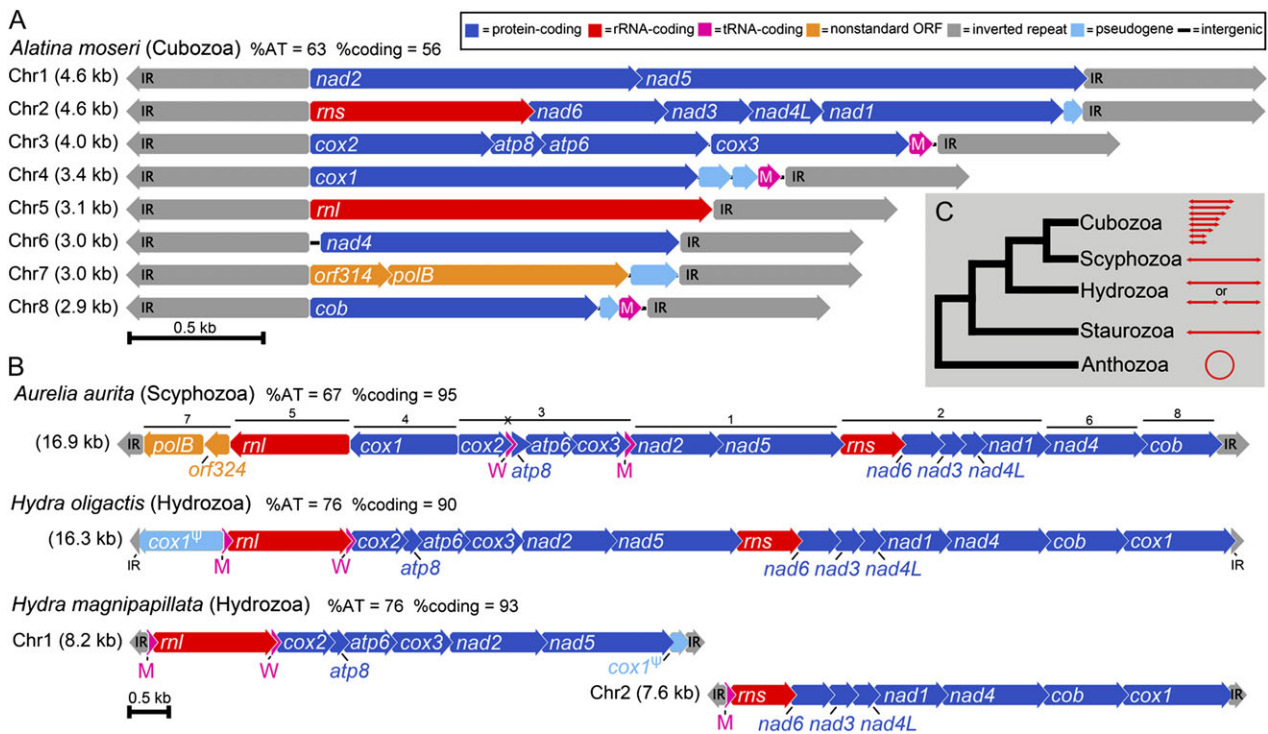 A
= protein-coding = rRNA-coding = tRNA-coding = nonstandard ORF = inverted repeat = pseudogene = intergenic
Alatina moseri (Cubozoa) %AT = 63 %coding = 56
Chr1 (4.6 kb) IR nad2 nad5 IR
Chr2 (4.6 kb) IR rns nad6 nad3 nad4L nad1 IR
Chr3 (4.0 kb) IR cox2 atp8 atp6 cox3 M IR
Chr4 (3.4 kb) IR cox1 M IR
Chr5 (3.1 kb) IR rnl IR
Chr6 (3.0 kb) IR nad4 IR
Chr7 (3.0 kb) IR orf314 polB IR
Chr8 (2.9 kb) IR cob M IR
0.5 kb
C
Cubozoa
Scyphozoa
Hydrozoa or
Staurozoa
Anthozoa
B
Aurelia aurita (Scyphozoa) %AT = 67 %coding = 95
7 5 4 x 3 1 2 6 8
(16.9 kb) IR polB rnl cox1 cox2 atp6 cox3 nad2 nad5 rns nad1 nad4 cob IR
orf324 W atp8 M nad6 nad3 nad4L
Hydra oligactis (Hydrozoa) %AT = 76 %coding = 90
(16.3 kb) cox1ψ rnl cox2 atp6 cox3 nad2 nad5 rns nad1 nad4 cob cox1
IR M W atp8 nad6 nad3 nad4L IR
Hydra magnipapillata (Hydrozoa) %AT = 76 %coding = 93
Chr1 (8.2 kb) IR rnl cox2 atp6 cox3 nad2 nad5 IR
M W atp8 cox1ψ
0.5 kb
Chr2 (7.6 kb) IR rns nad1 nad4 cob cox1 IR
M nad6 nad3 nad4L